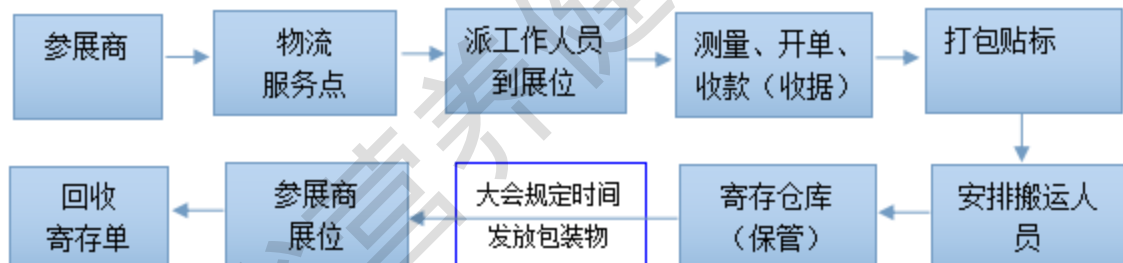 参展商
物流
服务点
派工作人员
到展位
测量、开单、
收款（收据）
打包贴标
安排搬运人
员
寄存仓库
（保管）
大会规定时间
发放包装物
参展商
展位
回收
寄存单
营养健